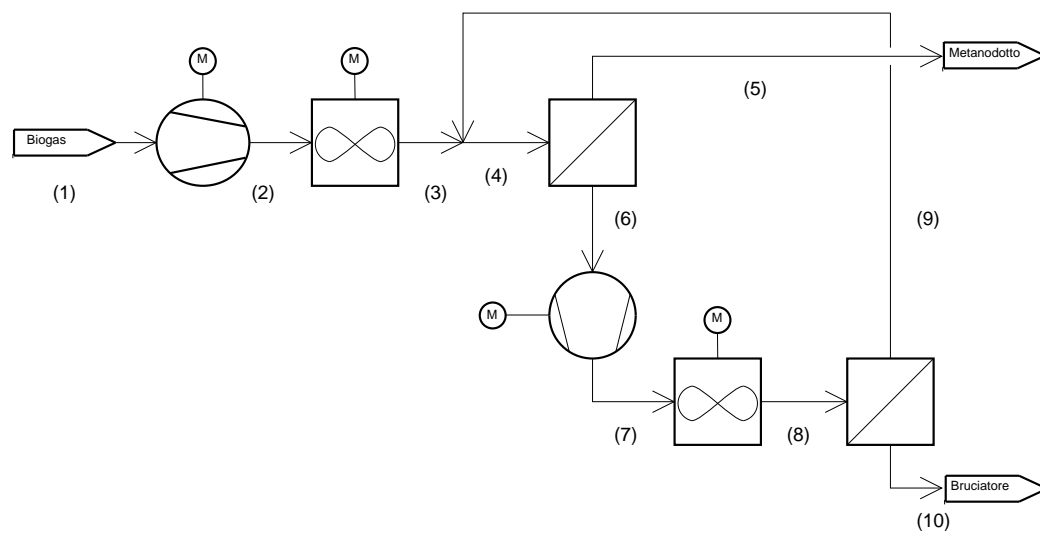 M
M
Metanodotto
(5)
Biogas
(1)
(2)
(3)
(4)
(6)
(9)
M
M
(7)
(8)
Bruciatore
(10)